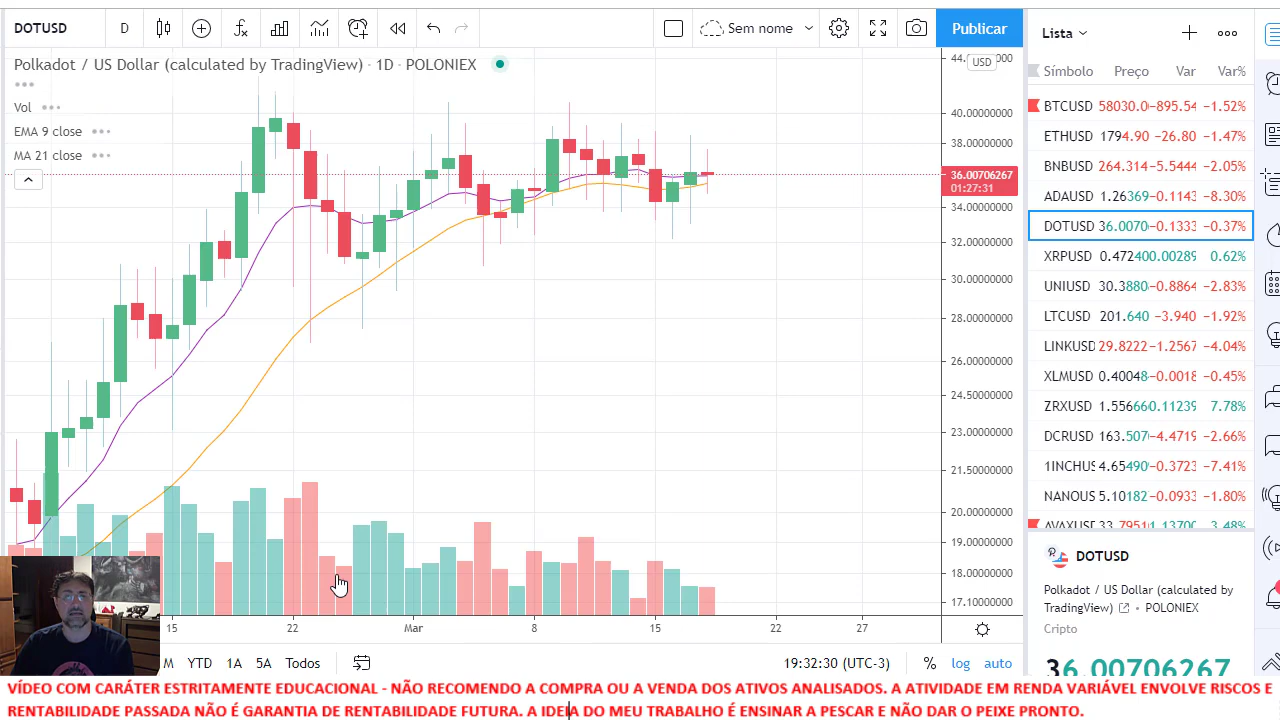 DOTUSD
D
Sem nome
Publicar
Polkadot / US Dollar (calculated by TradingView) · 1D · POLONIEX
Vol
EMA 9 close
MA 21 close
USD
40.00000000
38.00000000
36.00706267
01:27:31
34.00000000
32.00000000
30.00000000
28.00000000
26.00000000
24.50000000
23.00000000
21.50000000
20.00000000
19.00000000
18.00000000
17.10000000
15
22
Mar
8
15
22
27
M YTD 1A 5A Todos
19:32:30 (UTC-3)
% log auto
Lista
Símbolo Preço Var Var%
BTCUSD 58030.0 −895.54 −1.52%
ETHUSD 1794.90 −26.80 −1.47%
BNBUSD 264.314 −5.5444 −2.05%
ADAUSD 1.26369 −0.1143 −8.30%
DOTUSD 36.0070 −0.1333 −0.37%
XRPUSD 0.47240 0.00289 0.62%
UNIUSD 30.3880 −0.8864 −2.83%
LTCUSD 201.640 −3.940 −1.92%
LINKUSD 29.8222 −1.2567 −4.04%
XLMUSD 0.40048 −0.0018 −0.45%
ZRXUSD 1.55666 0.11239 7.78%
DCRUSD 163.507 −4.4719 −2.66%
1INCHUS 4.65490 −0.3723 −7.41%
NANOUS 5.10182 −0.0933 −1.80%
AVAXUSD 33.7951 1.13700 3.48%
DOTUSD
Polkadot / US Dollar (calculated by
TradingView) • POLONIEX
Cripto
36.00706267
VÍDEO COM CARÁTER ESTRITAMENTE EDUCACIONAL - NÃO RECOMENDO A COMPRA OU A VENDA DOS ATIVOS ANALISADOS. A ATIVIDADE EM RENDA VARIÁVEL ENVOLVE RISCOS E
RENTABILIDADE PASSADA NÃO É GARANTIA DE RENTABILIDADE FUTURA. A IDEIA DO MEU TRABALHO É ENSINAR A PESCAR E NÃO DAR O PEIXE PRONTO.